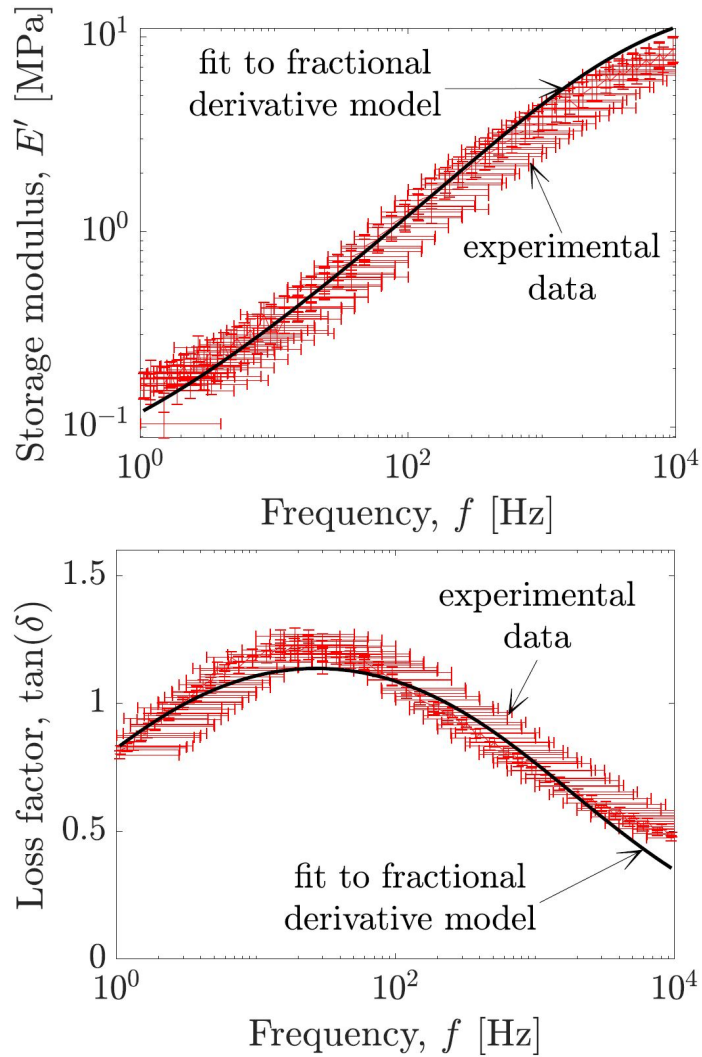 10^1
fit to fractional
derivative model
Storage modulus, E′ [MPa]
10^0
experimental
data
10^−1
10^0 10^2 10^4
Frequency, f [Hz]
1.5
experimental
data
Loss factor, tan(δ)
1
0.5
fit to fractional
derivative model
0
10^0 10^2 10^4
Frequency, f [Hz]